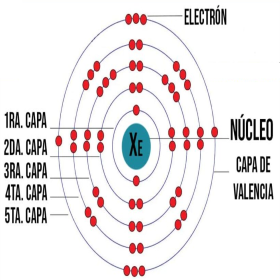 ELECTRÓN
1RA. CAPA
2DA. CAPA
3RA. CAPA
4TA. CAPA
5TA. CAPA
XE
NÚCLEO
CAPA DE
VALENCIA